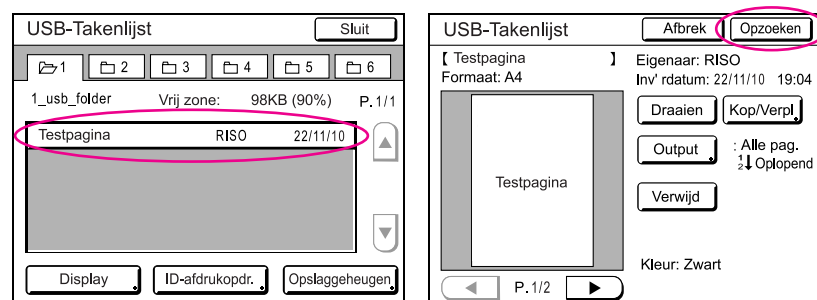 USB-Takenlijst Sluit
1 2 3 4 5 6
1_usb_folder Vrij zone: 98KB (90%) P. 1/1
Testpagina RISO 22/11/10
Display ID-afdrukopdr. Opslaggeheugen
USB-Takenlijst Afbrek Opzoeken
【 Testpagina 】 Eigenaar: RISO
Formaat: A4 Inv' rdatum: 22/11/10 19:04
Draaien Kop/Verpl.
Output : Alle pag.
1 2 Oplopend
Testpagina
Verwijd
Kleur: Zwart
P. 1/2